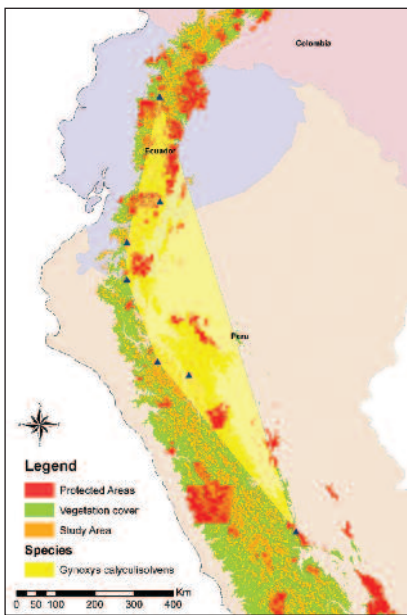 Colombia
Ecuador
Peru
Legend
Protected Areas
Vegetation cover
Study Area
Species
Gynoxys calyculisolvens
0 50 100 200 300 400
Km